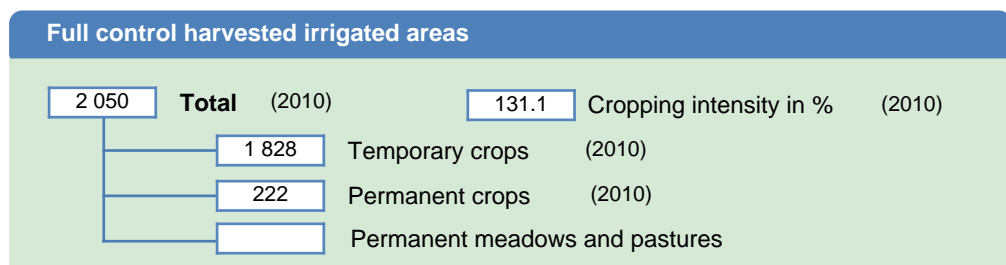 Full control harvested irrigated areas
2 050 Total (2010) 131.1 Cropping intensity in % (2010)
1 828 Temporary crops (2010)
222 Permanent crops (2010)
Permanent meadows and pastures